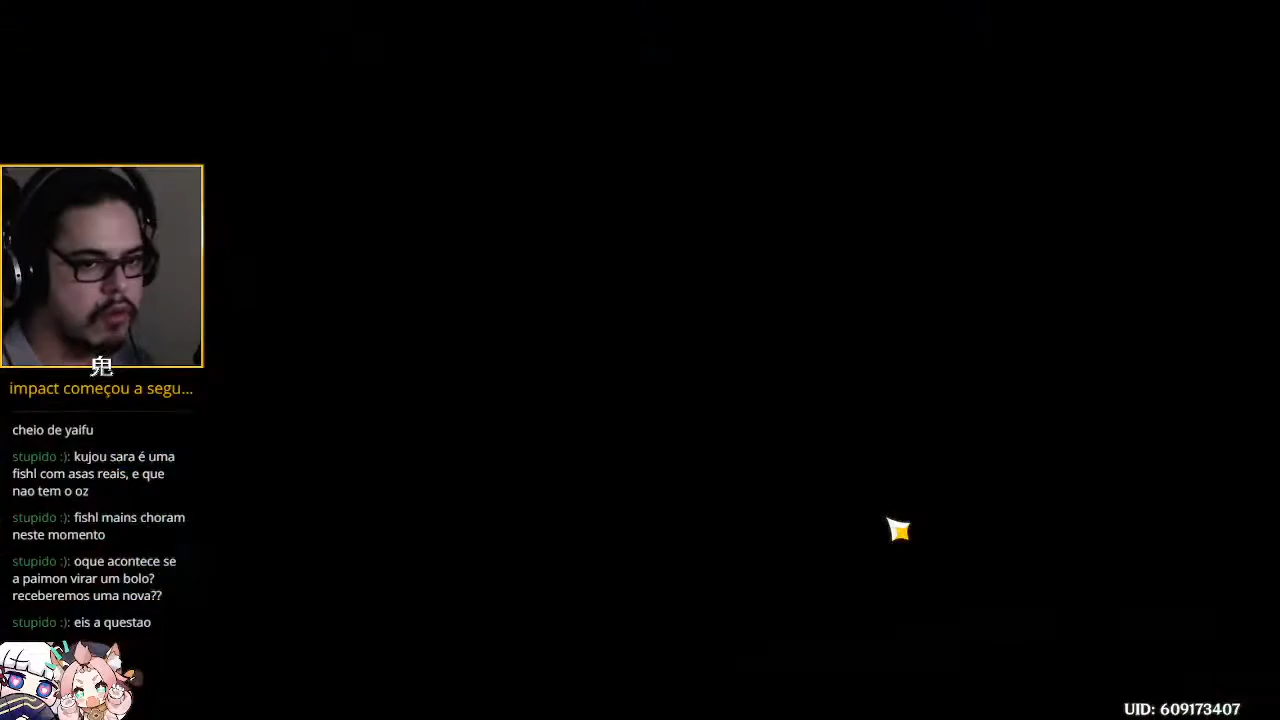 鬼
impact começou a segu...
cheio de yaifu
stupido :): kujou sara é uma
fishl com asas reais, e que
nao tem o oz
stupido :): fishl mains choram
neste momento
stupido :): oque acontece se
a paimon virar um bolo?
receberemos uma nova??
stupido :): eis a questao
UID: 609173407